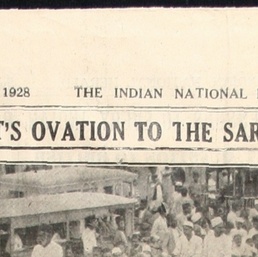 1928 THE INDIAN NATIONAL
T'S OVATION TO THE SAR